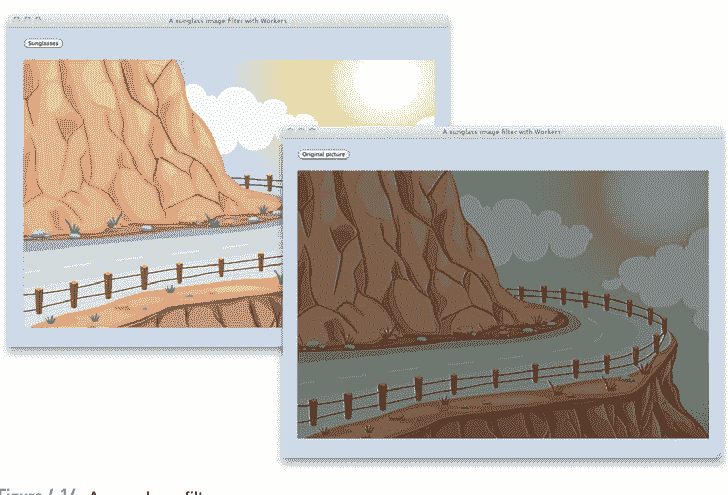 A sunglass image filter with Workers
Sunglasses
A sunglass image filter with Workers
Original picture